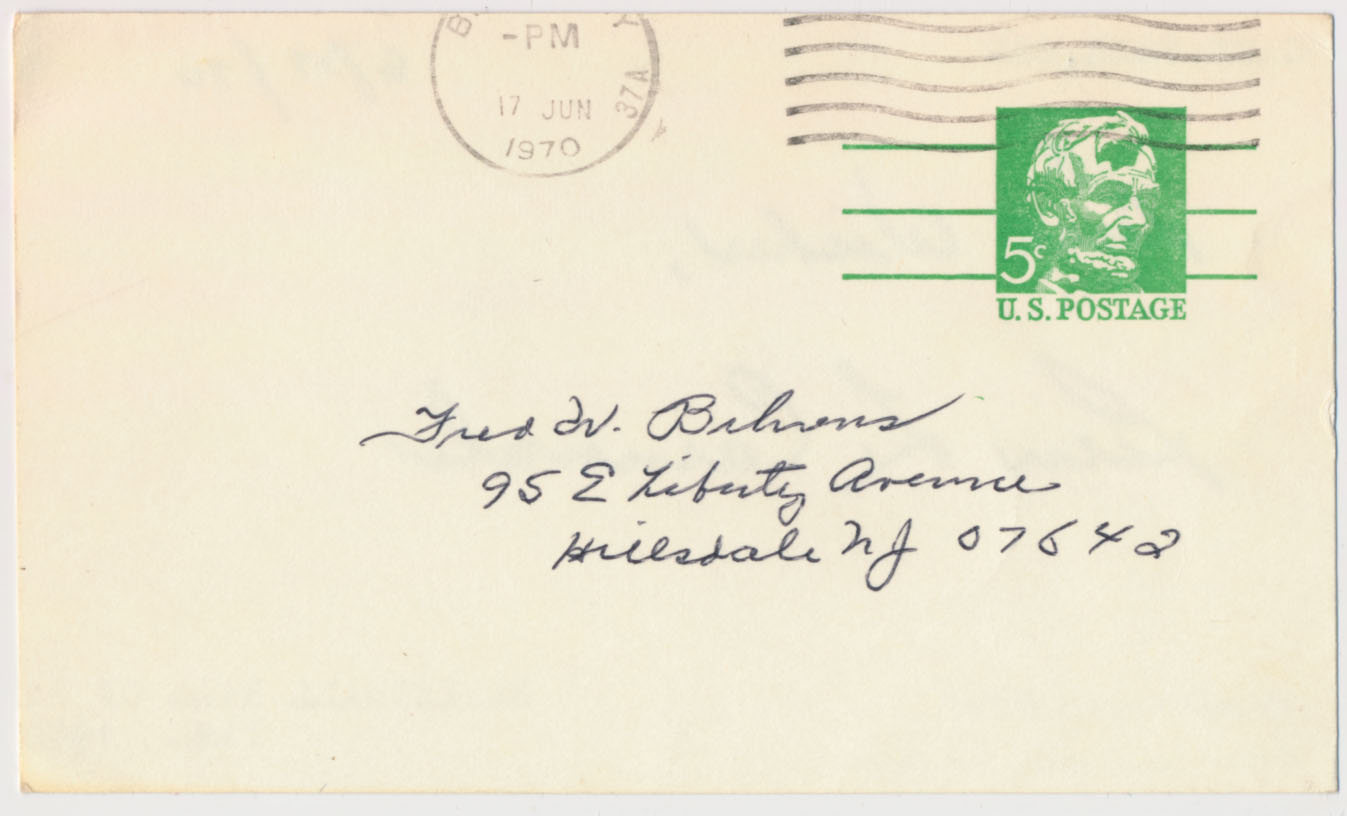 -PM
37A
17 JUN
1970
5c
U. S. POSTAGE
Fred W. Behrens
95 E Liberty Avenue
Hillsdale NJ 07642